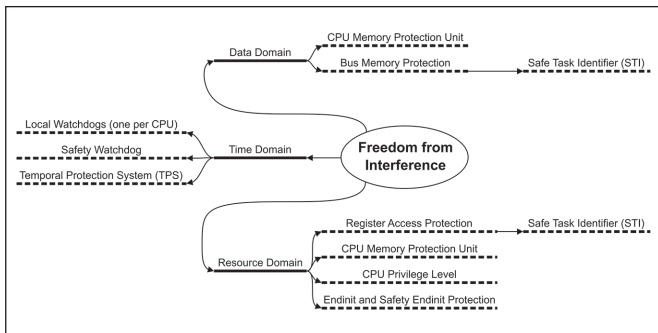 CPU Memory Protection Unit
Data Domain
Bus Memory Protection
Safe Task Identifier (STI)
Local Watchdogs (one per CPU)
Safety Watchdog
Time Domain
Temporal Protection System (TPS)
Freedom from
Interference
Register Access Protection
Safe Task Identifier (STI)
CPU Memory Protection Unit
Resource Domain
CPU Privilege Level
Endinit and Safety Endinit Protection